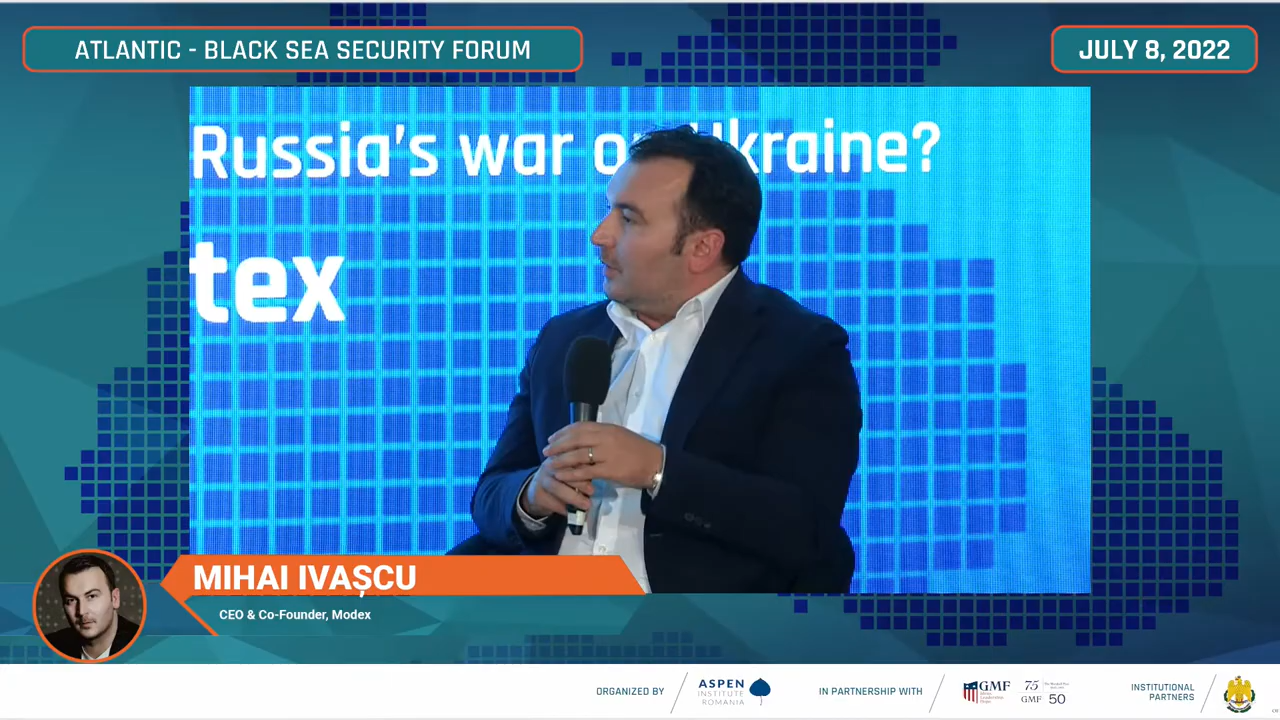 ATLANTIC - BLACK SEA SECURITY FORUM
JULY 8, 2022
Russia's war o Ukraine?
tex
MIHAI IVAȘCU
CEO & Co-Founder, Modex
ORGANIZED BY
ASPEN
INSTITUTE
ROMANIA
IN PARTNERSHIP WITH
GMF
75
GMF
50
INSTITUTIONAL
PARTNERS